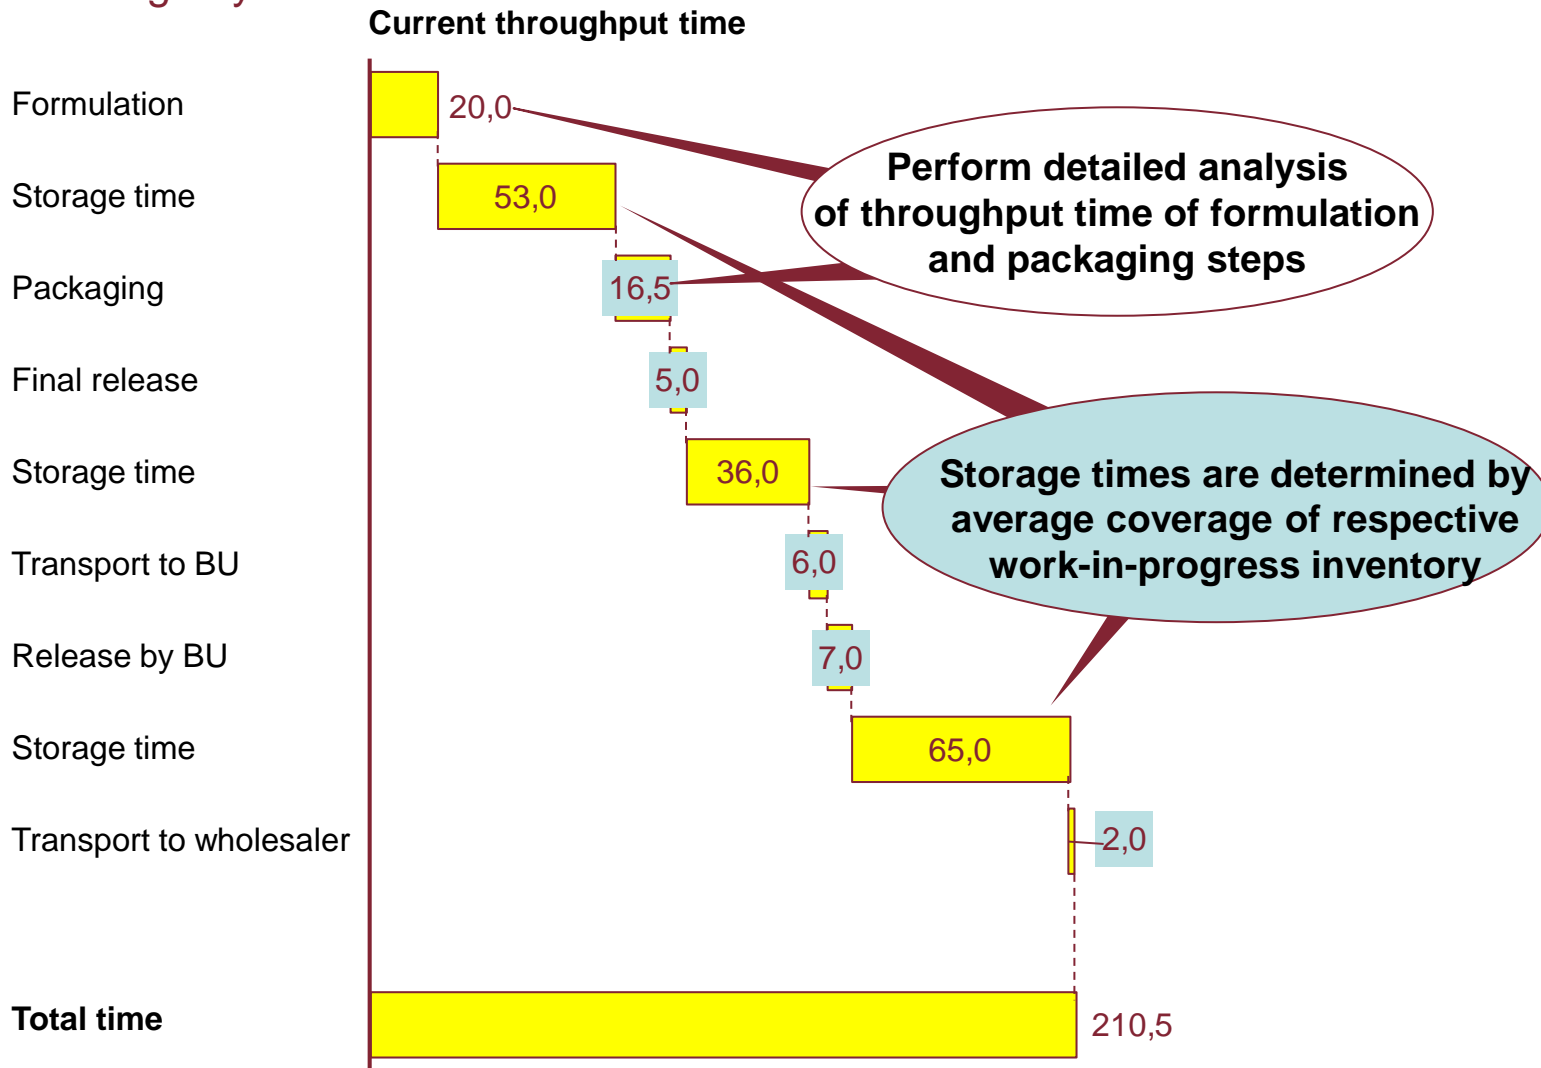 Current throughput time
Formulation
20,0
Perform detailed analysis
of throughput time of formulation
and packaging steps
Storage time
53,0
Packaging
16,5
Final release
5,0
Storage time
36,0
Storage times are determined by
average coverage of respective
work-in-progress inventory
Transport to BU
6,0
Release by BU
7,0
Storage time
65,0
Transport to wholesaler
2,0
Total time
210,5